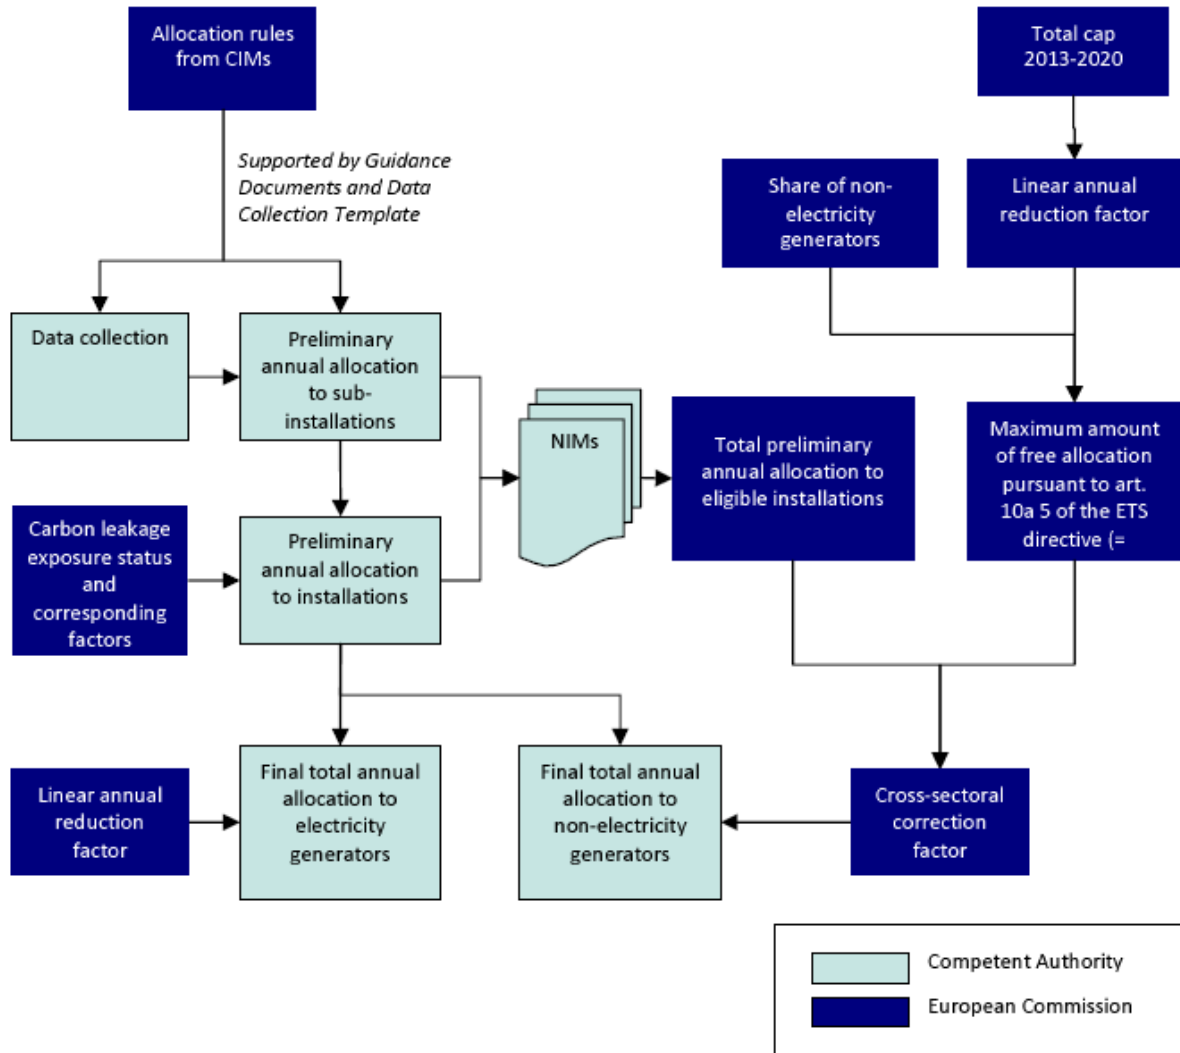 Allocation rules
from CIMs
Total cap
2013-2020
Supported by Guidance
Documents and Data
Collection Template
Share of non-
electricity
generators
Linear annual
reduction factor
Data collection
Preliminary
annual allocation
to sub-
installations
NIMs
Total preliminary
annual allocation to
eligible installations
Maximum amount
of free allocation
pursuant to art.
10a 5 of the ETS
directive (=
Carbon leakage
exposure status
and
corresponding
factors
Preliminary
annual allocation
to installations
Linear annual
reduction
factor
Final total annual
allocation to
electricity
generators
Final total annual
allocation to
non-electricity
generators
Cross-sectoral
correction
factor
Competent Authority
European Commission